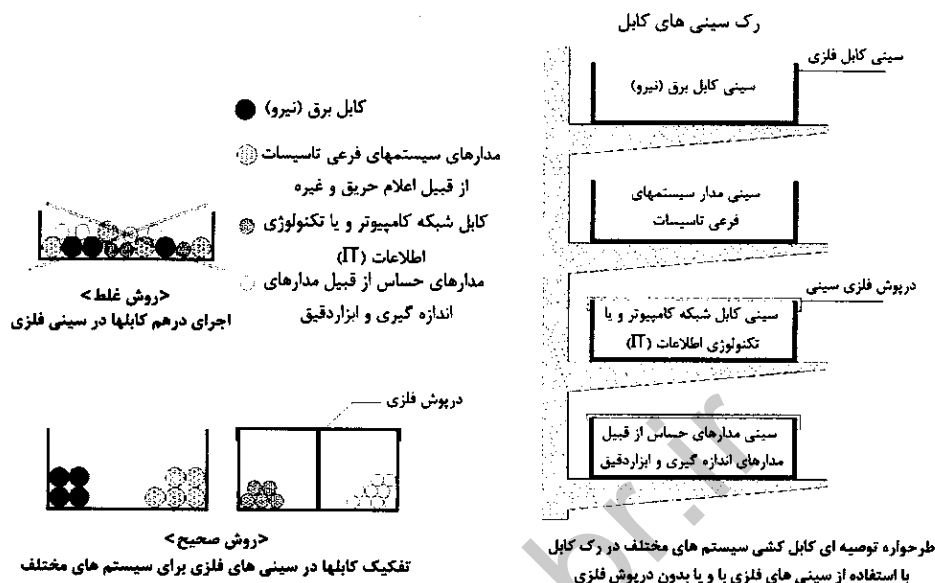 رک سینی های کابل
سینی کابل فلزی
سینی کابل برق (نیرو)
سینی مدار سیستمهای
فرعی تاسیسات
درپوش فلزی سینی
سینی کابل شبکه کامپیوتر و یا
تکنولوژی اطلاعات (IT)
سینی مدارهای حساس از قبیل
مدارهای اندازه گیری و ابزاردقیق
طرحواره توصیه ای کابل کشی سیستم های مختلف در رک کابل
با استفاده از سینی های فلزی با و یا بدون درپوش فلزی
کابل برق (نیرو)
مدارهای سیستمهای فرعی تاسیسات
از قبیل اعلام حریق و غیره
کابل شبکه کامپیوتر و یا تکنولوژی
اطلاعات (IT)
مدارهای حساس از قبیل مدارهای
اندازه گیری و ابزاردقیق
<روش غلط>
اجرای درهم کابلها در سینی فلزی
درپوش فلزی
<روش صحیح>
تفکیک کابلها در سینی های فلزی برای سیستم های مختلف
br.ir